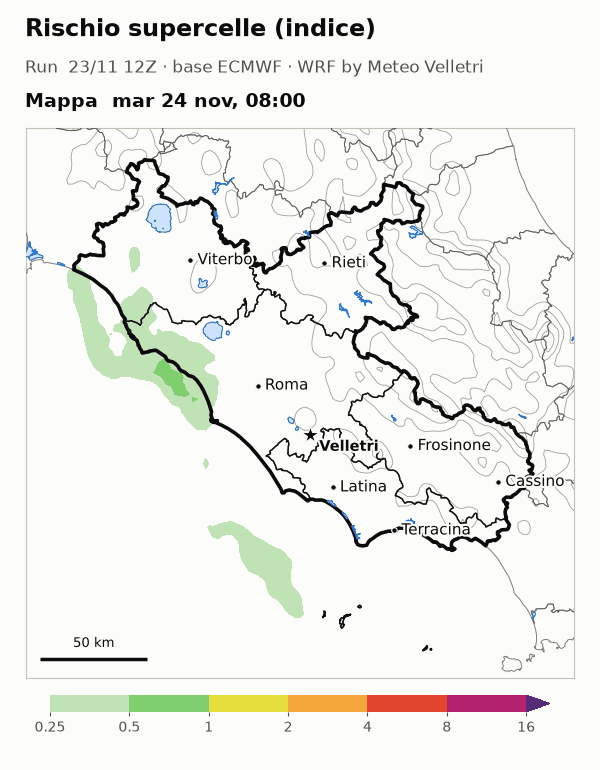 Rischio supercelle (indice)
Run  23/11 12Z · base ECMWF · WRF by Meteo Velletri
Mappa  mar 24 nov, 08:00
Viterbo
Rieti
Roma
Velletri
Frosinone
Latina
Cassino
Terracina
50 km
0.25 0.5 1 2 4 8 16